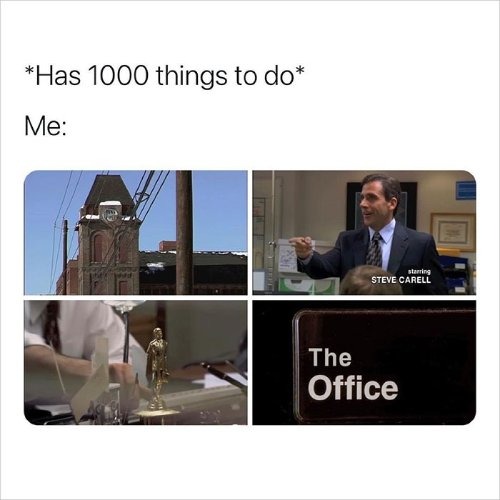 *Has 1000 things to do*
Me:
starring
STEVE CARELL
The
Office